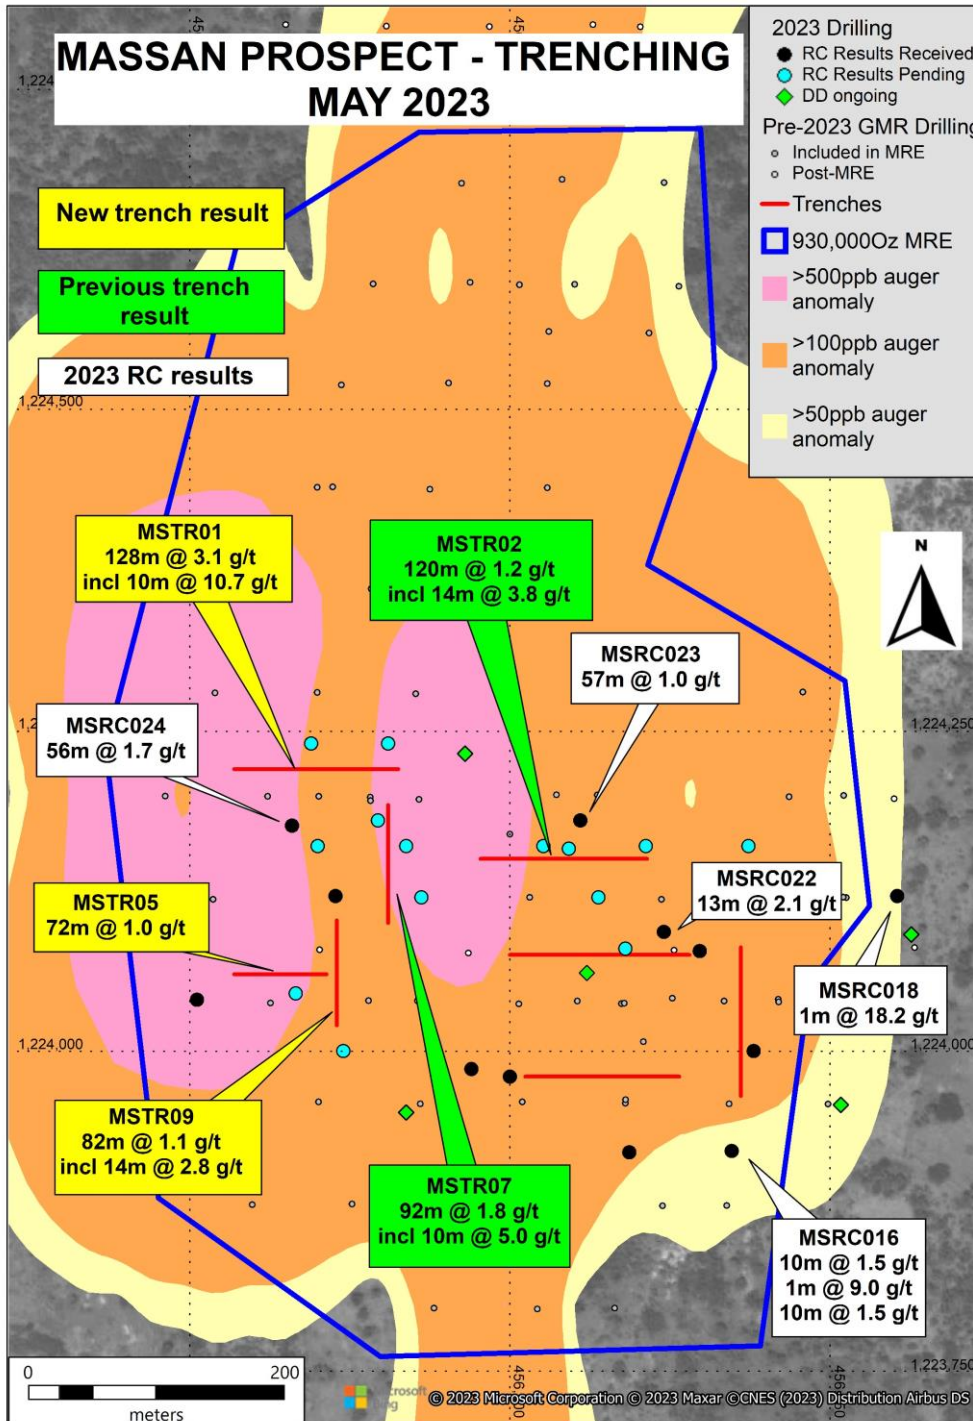 MASSAN PROSPECT - TRENCHING
MAY 2023
2023 Drilling
RC Results Received
RC Results Pending
DD ongoing
Pre-2023 GMR Drilling
Included in MRE
Post-MRE
Trenches
930,000Oz MRE
>500ppb auger
anomaly
>100ppb auger
anomaly
>50ppb auger
anomaly
New trench result
Previous trench
result
2023 RC results
1,224,500
MSTR01
128m @ 3.1 g/t
incl 10m @ 10.7 g/t
MSTR02
120m @ 1.2 g/t
incl 14m @ 3.8 g/t
N
MSRC023
57m @ 1.0 g/t
MSRC024
56m @ 1.7 g/t
1,224,250
MSTR05
72m @ 1.0 g/t
MSRC022
13m @ 2.1 g/t
MSRC018
1m @ 18.2 g/t
1,224,000
MSTR09
82m @ 1.1 g/t
incl 14m @ 2.8 g/t
MSTR07
92m @ 1.8 g/t
incl 10m @ 5.0 g/t
MSRC016
10m @ 1.5 g/t
1m @ 9.0 g/t
10m @ 1.5 g/t
1,223,750
0 200
meters
© 2023 Microsoft Corporation © 2023 Maxar ©CNES (2023) Distribution Airbus DS